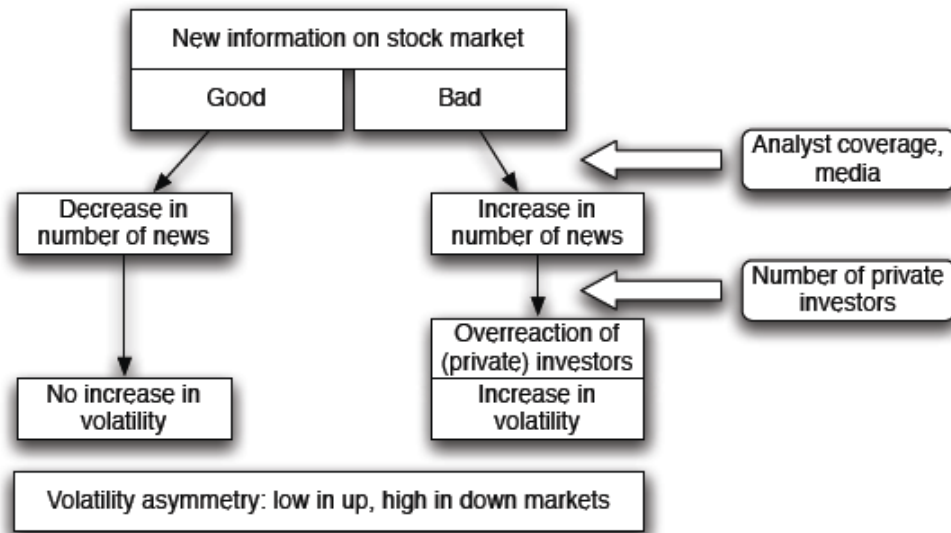 New information on stock market
Good
Bad
Analyst coverage,
media
Decrease in
number of news
Increase in
number of news
Number of private
investors
Overreaction of
(private) investors
No increase in
volatility
Increase in
volatility
Volatility asymmetry: low in up, high in down markets